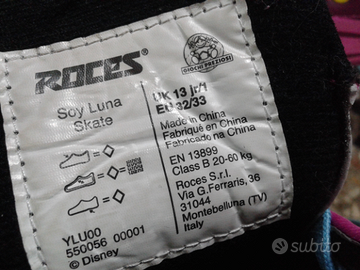 ROCES®
GIOCHI PREZIOSI
Soy Luna
Skate
UK 13 jr/1
EU 32/33
Made in China
Fabriqué en Chine
Fabricado en China
EN 13899
Class B 20-60 kg
Roces S.r.l.
Via G.Ferraris, 36
31044
Montebelluna (TV)
Italy
YLU00
550056 00001
© Disney
subito